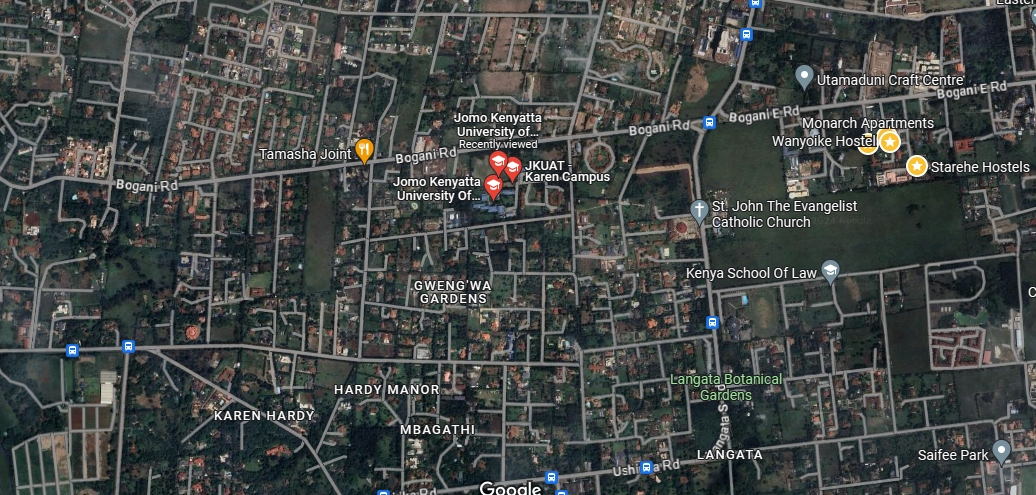 Utamaduni Craft Centre
Bogani E Rd
Bogani E Rd
Monarch Apartments
Jomo Kenyatta
University of...
Recently viewed
Bogani Rd
Wanyoike Hostel
Tamasha Joint
Bogani Rd
JKUAT -
Karen Campus
Starehe Hostels
Bogani Rd
Jomo Kenyatta
University Of...
St. John The Evangelist
Catholic Church
Kenya School Of Law
GWENG'WA
GARDENS
Langata Botanical
Gardens
HARDY MANOR
KAREN HARDY
MBAGATHI
LANGATA
Saifee Park
Google